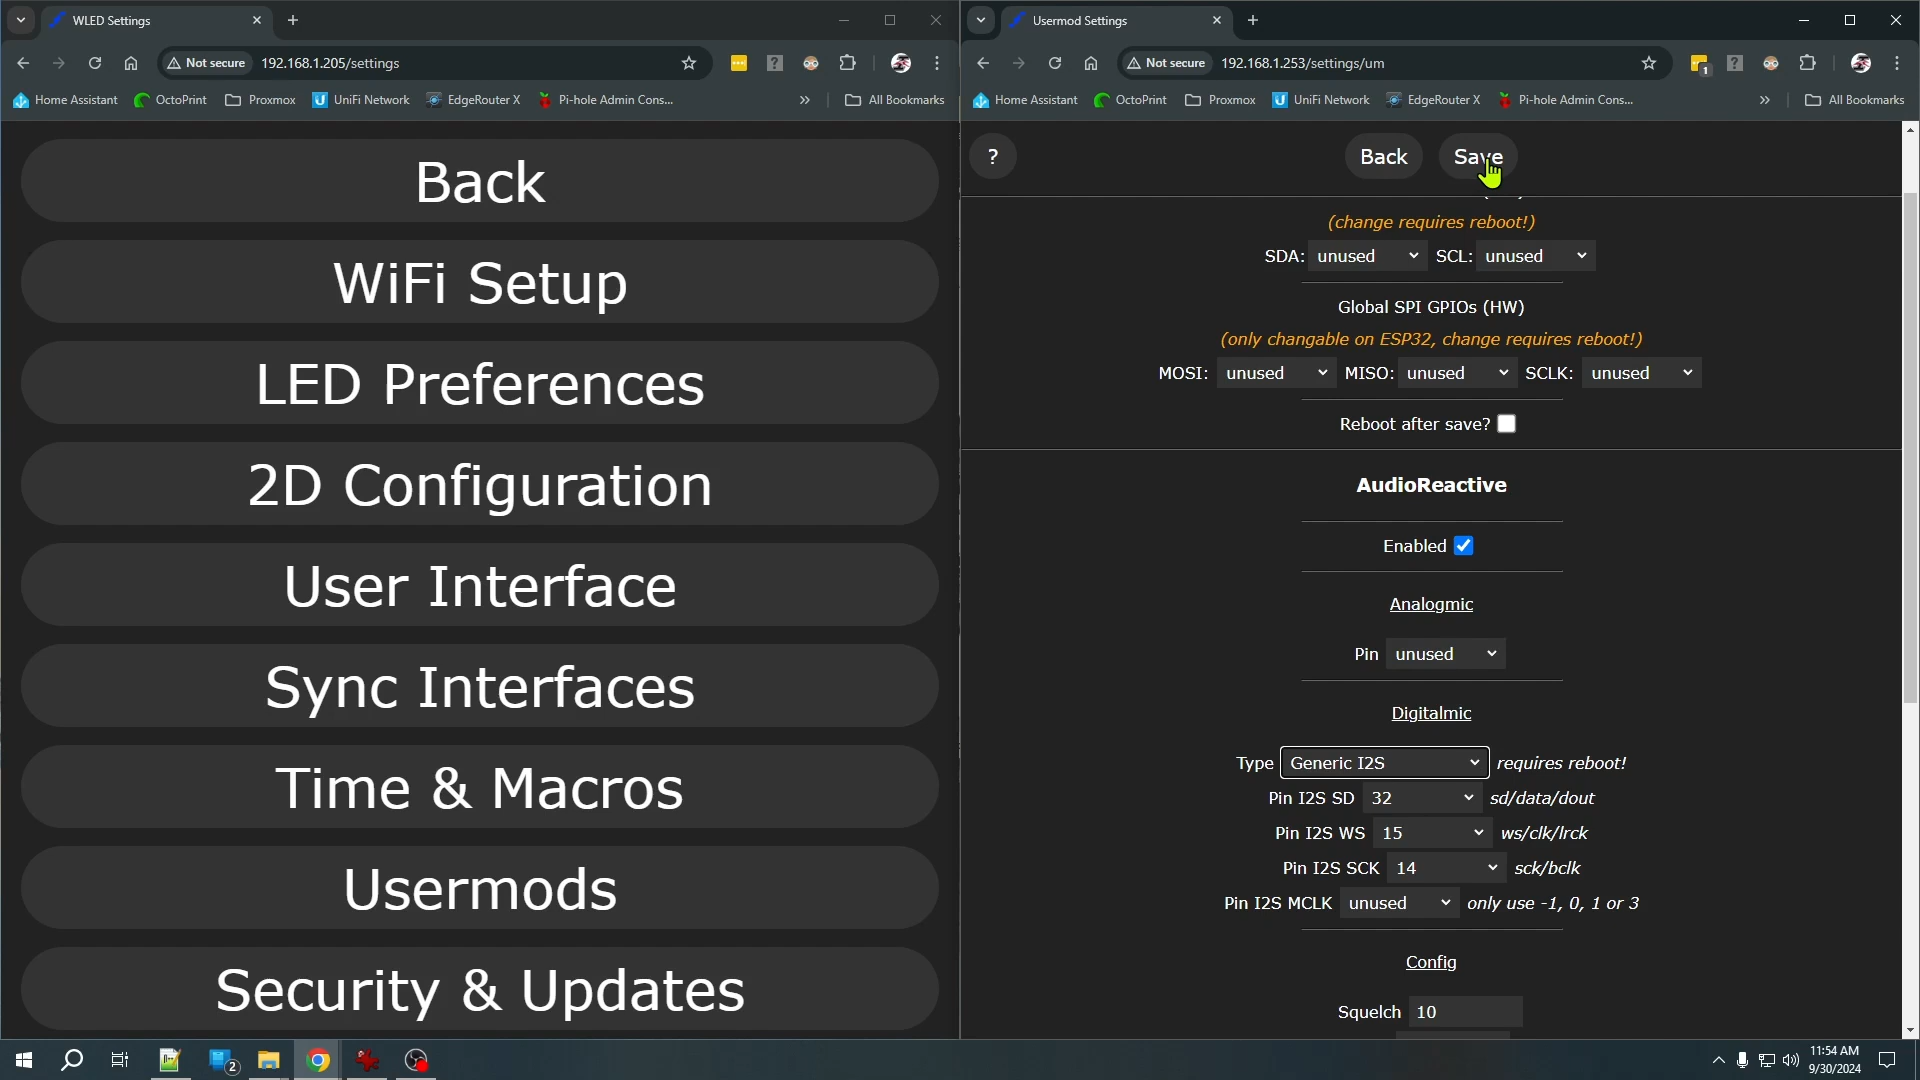 WLED Settings
Not secure 192.168.1.205/settings
Home Assistant OctoPrint Proxmox UniFi Network EdgeRouter X Pi-hole Admin Cons... » All Bookmarks
Back
WiFi Setup
LED Preferences
2D Configuration
User Interface
Sync Interfaces
Time & Macros
Usermods
Security & Updates
Usermod Settings
Not secure 192.168.1.253/settings/um
1
Home Assistant OctoPrint Proxmox UniFi Network EdgeRouter X Pi-hole Admin Cons... » All Bookmarks
? Back Save
(change requires reboot!)
SDA: unused SCL: unused
Global SPI GPIOs (HW)
(only changable on ESP32, change requires reboot!)
MOSI: unused MISO: unused SCLK: unused
Reboot after save?
AudioReactive
Enabled
Analogmic
Pin unused
Digitalmic
Type Generic I2S requires reboot!
Pin I2S SD 32 sd/data/dout
Pin I2S WS 15 ws/clk/lrck
Pin I2S SCK 14 sck/bclk
Pin I2S MCLK unused only use -1, 0, 1 or 3
Config
Squelch 10
2
11:54 AM
9/30/2024